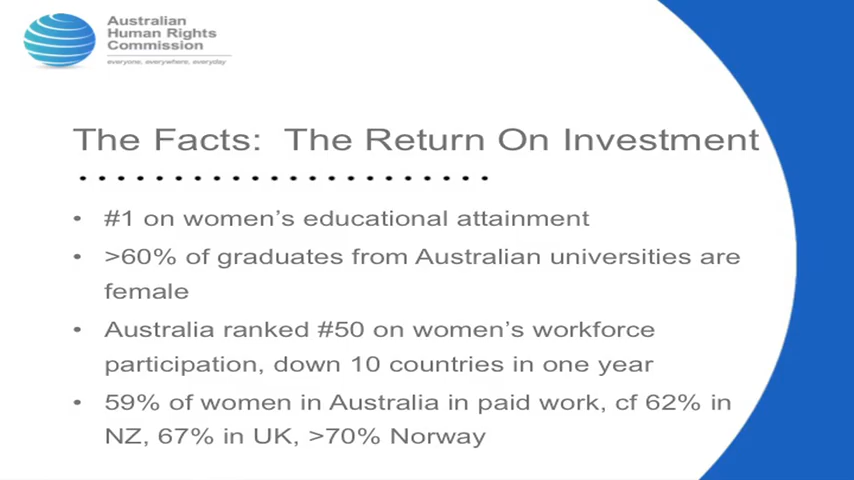 Australian
Human Rights
Commission
everyone, everywhere, everyday
The Facts: The Return On Investment
• #1 on women's educational attainment
• >60% of graduates from Australian universities are
female
• Australia ranked #50 on women's workforce
participation, down 10 countries in one year
• 59% of women in Australia in paid work, cf 62% in
NZ, 67% in UK, >70% Norway